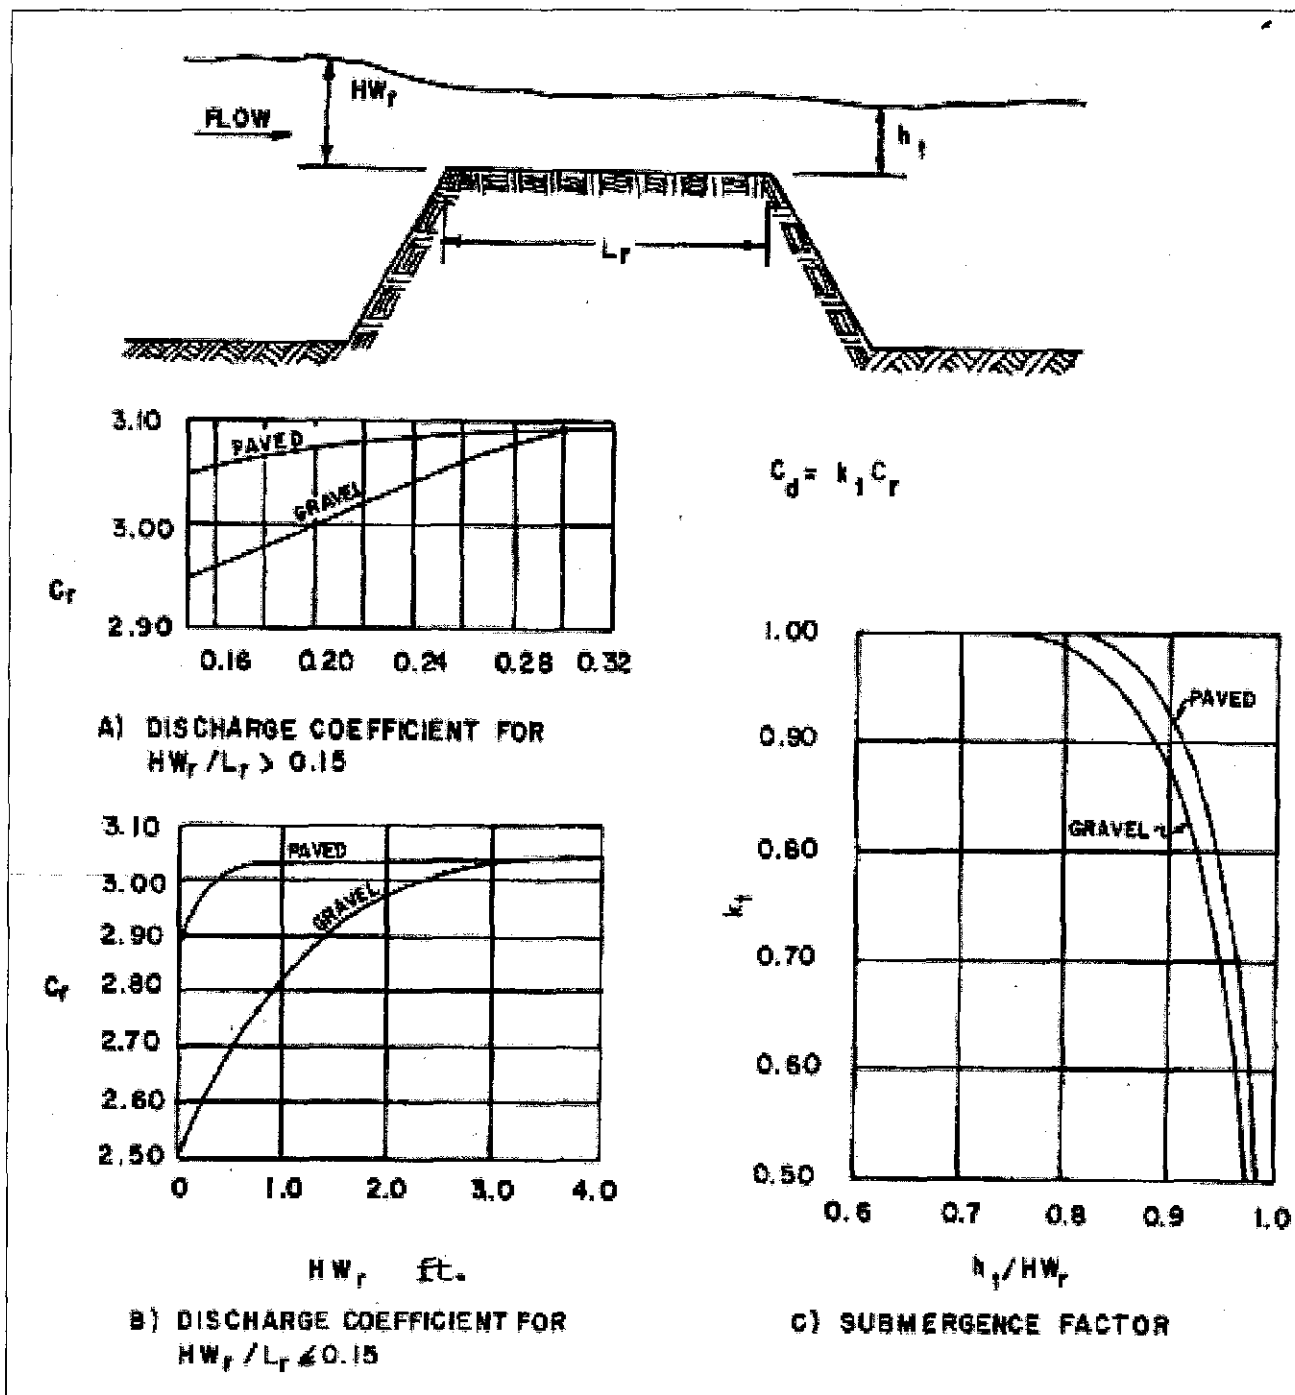 HWr
FLOW
ht
Lr
3.10
PAVED
GRAVEL
3.00
Cr
2.90
0.16 0.20 0.24 0.28 0.32
A) DISCHARGE COEFFICIENT FOR
HWr/Lr > 0.15
Cd = kt Cr
3.10
PAVED
3.00
GRAVEL
2.90
Cr
2.80
2.70
2.60
2.50
0 1.0 2.0 3.0 4.0
HWr ft.
B) DISCHARGE COEFFICIENT FOR
HWr/Lr ≤ 0.15
1.00
PAVED
0.90
GRAVEL
0.80
kt
0.70
0.60
0.50
0.6 0.7 0.8 0.9 1.0
ht/HWr
C) SUBMERGENCE FACTOR